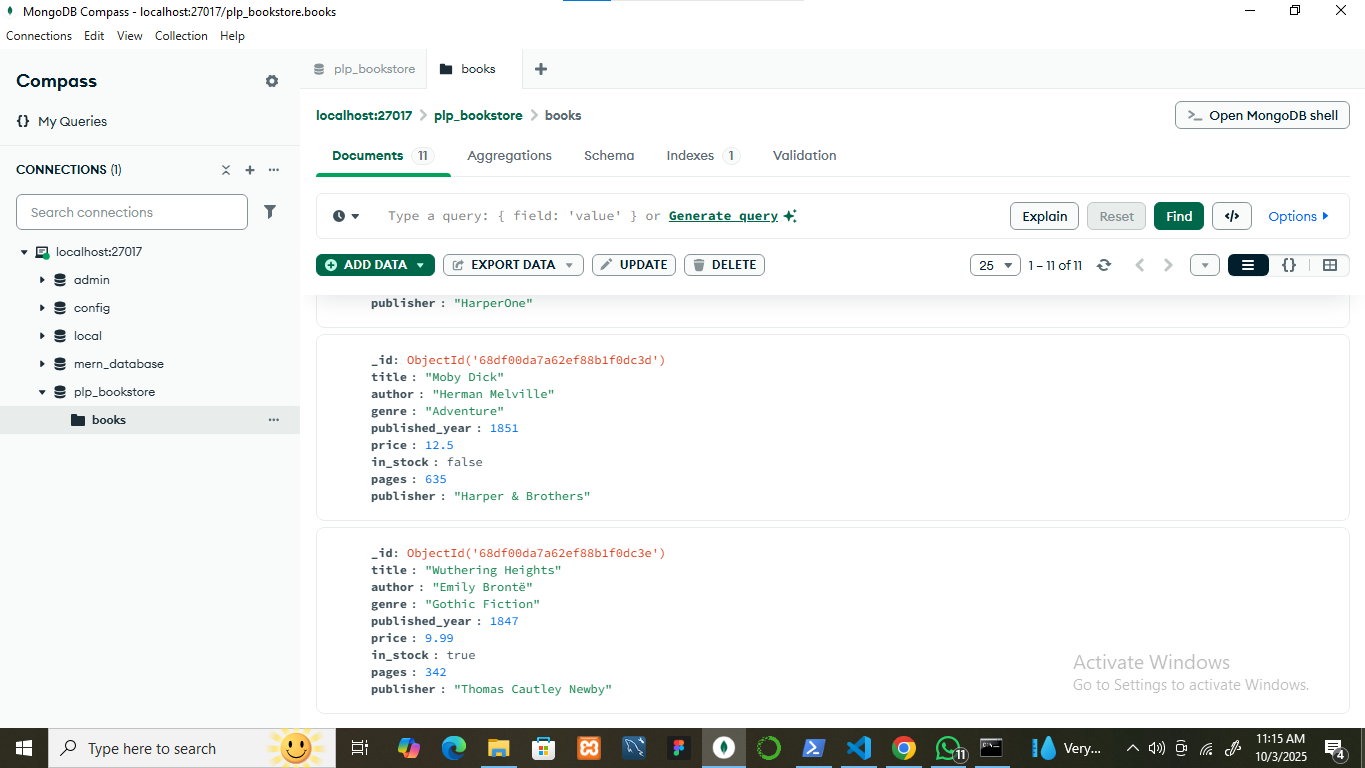 MongoDB Compass - localhost:27017/plp_bookstore.books
Connections Edit View Collection Help
Compass
My Queries
CONNECTIONS (1)
Search connections
localhost:27017
admin
config
local
mern_database
plp_bookstore
books
plp_bookstore
books
localhost:27017 > plp_bookstore > books
Open MongoDB shell
Documents 11 Aggregations Schema Indexes 1 Validation
Type a query: { field: 'value' } or Generate query
Explain Reset Find </> Options
ADD DATA EXPORT DATA UPDATE DELETE
25 1 – 11 of 11
publisher : "HarperOne"
_id: ObjectId('68df00da7a62ef88b1f0dc3d')
title : "Moby Dick"
author : "Herman Melville"
genre : "Adventure"
published_year : 1851
price : 12.5
in_stock : false
pages : 635
publisher : "Harper & Brothers"
_id: ObjectId('68df00da7a62ef88b1f0dc3e')
title : "Wuthering Heights"
author : "Emily Brontë"
genre : "Gothic Fiction"
published_year : 1847
price : 9.99
in_stock : true
pages : 342
publisher : "Thomas Cautley Newby"
Activate Windows
Go to Settings to activate Windows.
Type here to search
11
Very...
11:15 AM
10/3/2025
4